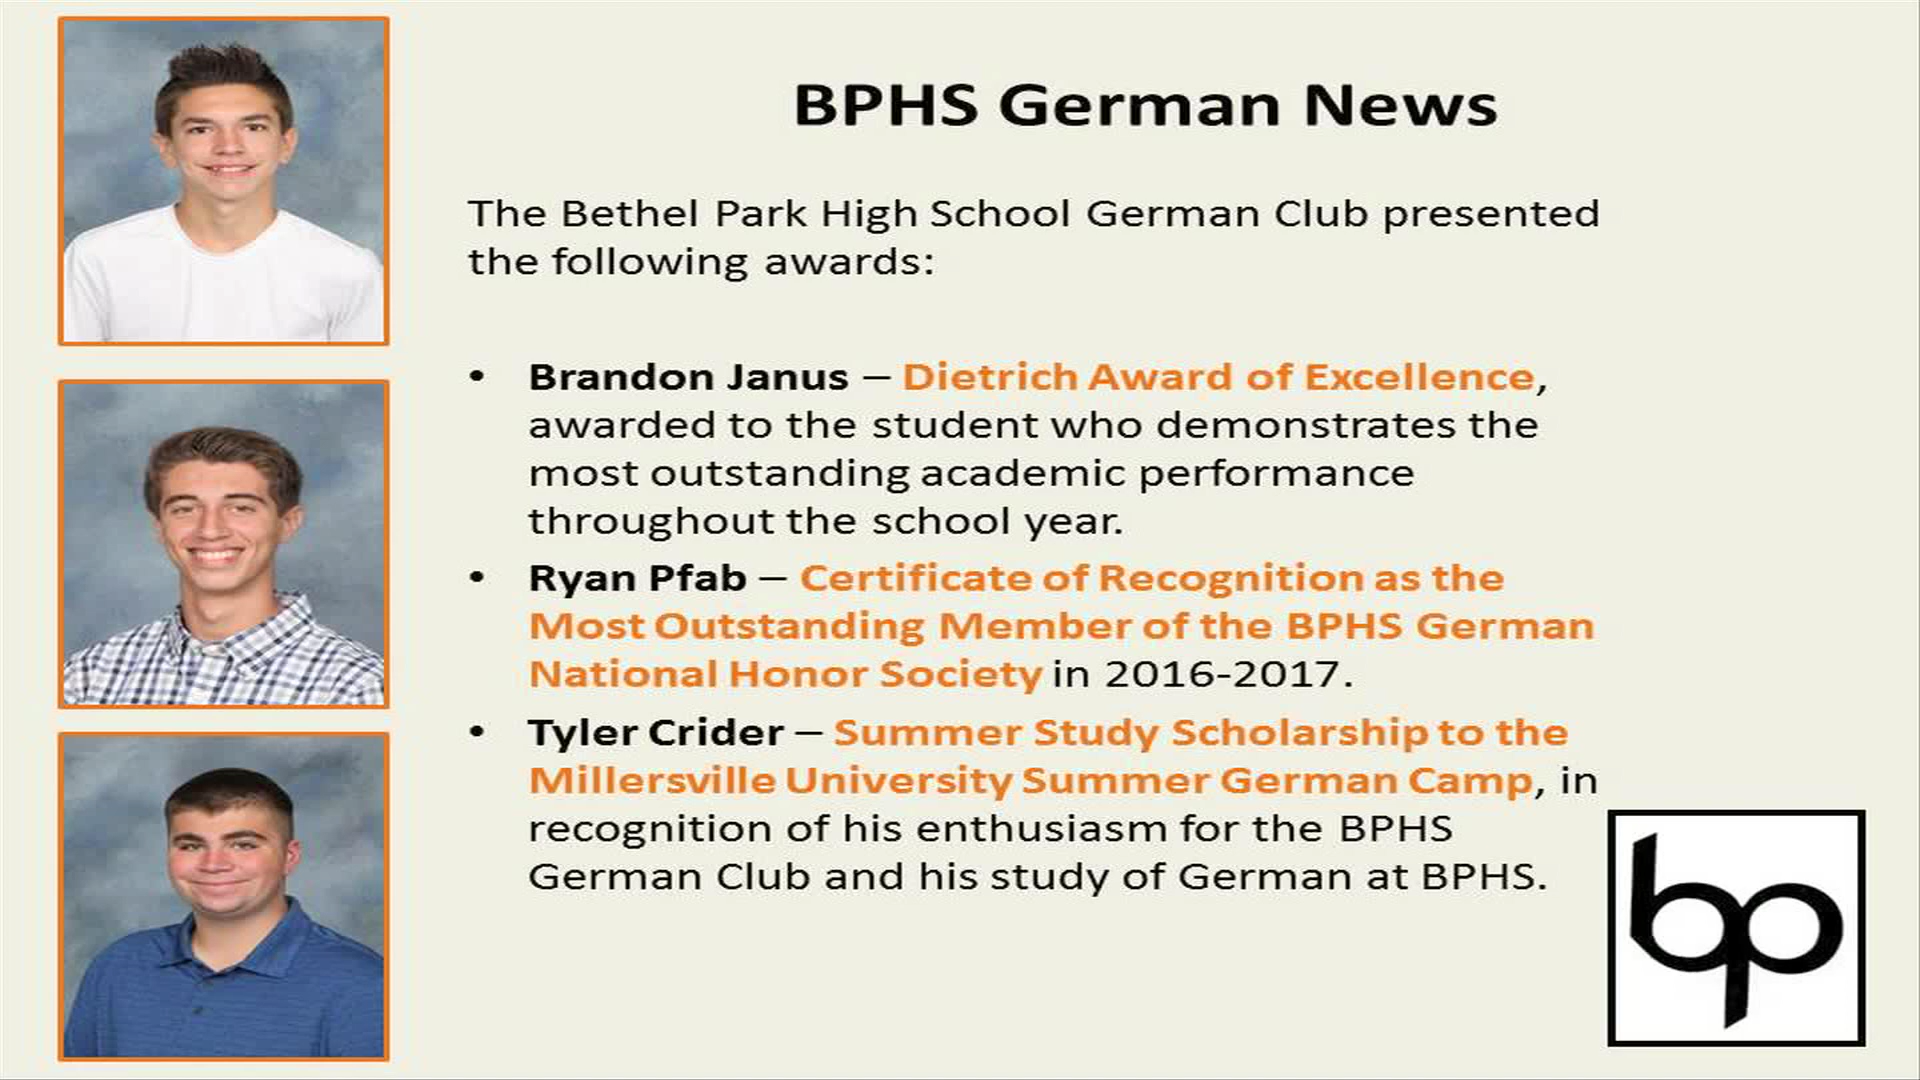 BPHS German News
The Bethel Park High School German Club presented
the following awards:
• Brandon Janus – Dietrich Award of Excellence,
awarded to the student who demonstrates the
most outstanding academic performance
throughout the school year.
• Ryan Pfab – Certificate of Recognition as the
Most Outstanding Member of the BPHS German
National Honor Society in 2016-2017.
• Tyler Crider – Summer Study Scholarship to the
Millersville University Summer German Camp, in
recognition of his enthusiasm for the BPHS
German Club and his study of German at BPHS.
bp